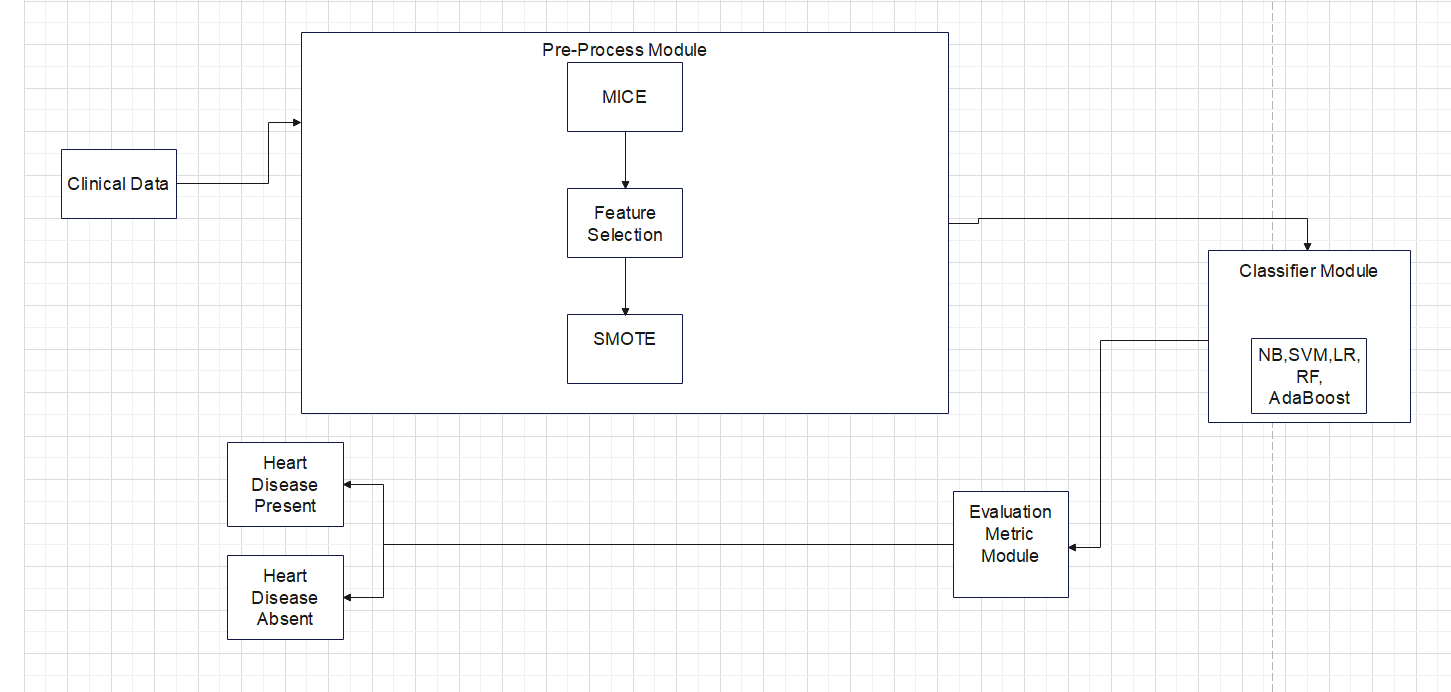 Pre-Process Module
MICE
Clinical Data
Feature
Selection
SMOTE
Classifier Module
NB,SVM,LR,
RF,
AdaBoost
Evaluation
Metric
Module
Heart
Disease
Present
Heart
Disease
Absent